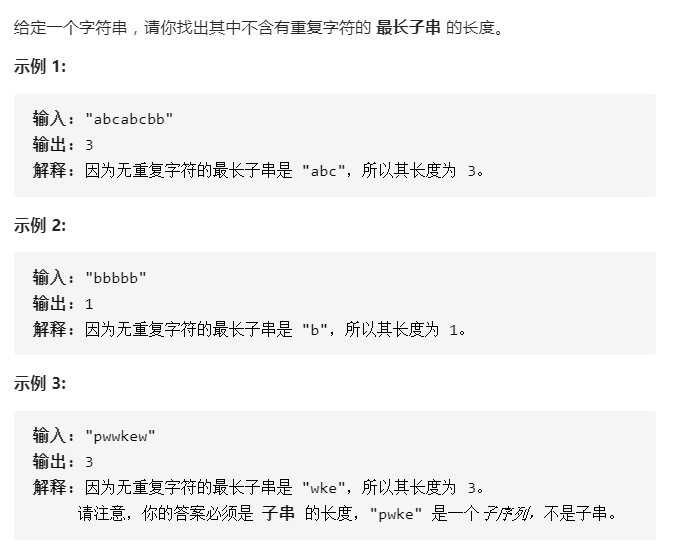 给定一个字符串，请你找出其中不含有重复字符的 最长子串 的长度。
示例 1:
输入: "abcabcbb"
输出: 3
解释: 因为无重复字符的最长子串是 "abc"，所以其长度为 3。
示例 2:
输入: "bbbbb"
输出: 1
解释: 因为无重复字符的最长子串是 "b"，所以其长度为 1。
示例 3:
输入: "pwwkew"
输出: 3
解释: 因为无重复字符的最长子串是 "wke"，所以其长度为 3。
请注意，你的答案必须是 子串 的长度，"pwke" 是一个子序列，不是子串。